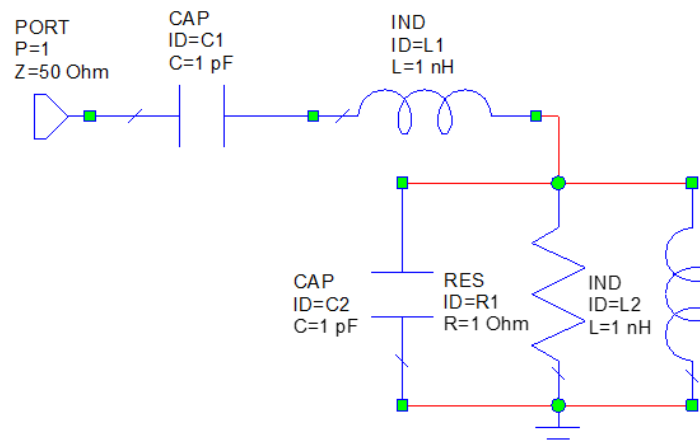 PORT
P=1
Z=50 Ohm
CAP
ID=C1
C=1 pF
IND
ID=L1
L=1 nH
CAP
ID=C2
C=1 pF
RES
ID=R1
R=1 Ohm
IND
ID=L2
L=1 nH